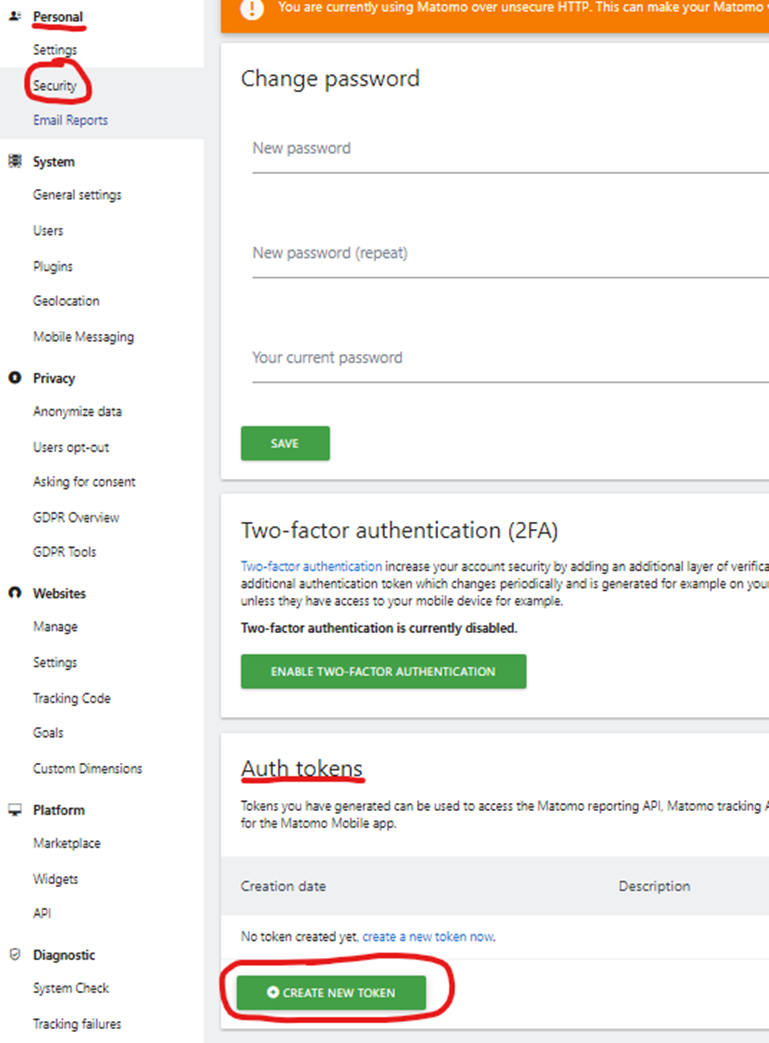 Personal
Settings
Security
Email Reports
System
General settings
Users
Plugins
Geolocation
Mobile Messaging
Privacy
Anonymize data
Users opt-out
Asking for consent
GDPR Overview
GDPR Tools
Websites
Manage
Settings
Tracking Code
Goals
Custom Dimensions
Platform
Marketplace
Widgets
API
Diagnostic
System Check
Tracking failures
You are currently using Matomo over unsecure HTTP. This can make your Matomo
Change password
New password
New password (repeat)
Your current password
SAVE
Two-factor authentication (2FA)
Two-factor authentication increase your account security by adding an additional layer of verifica
additional authentication token which changes periodically and is generated for example on your
unless they have access to your mobile device for example.
Two-factor authentication is currently disabled.
ENABLE TWO-FACTOR AUTHENTICATION
Auth tokens
Tokens you have generated can be used to access the Matomo reporting API, Matomo tracking
for the Matomo Mobile app.
Creation date Description
No token created yet, create a new token now.
CREATE NEW TOKEN